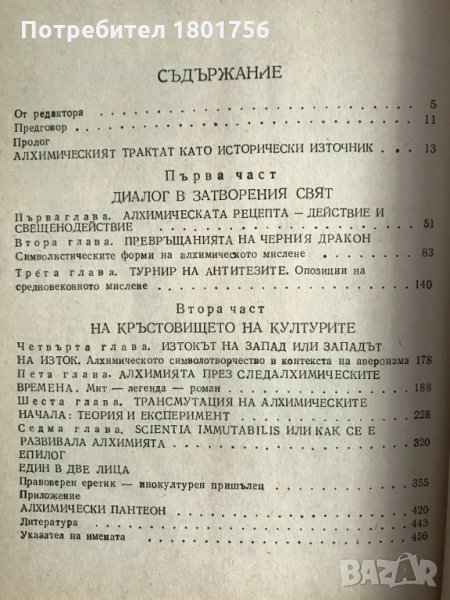 Потребител 1801756
СЪДЪРЖАНИЕ
От редактора . . . . . . . . . . . . . . . . . . . . . . 5
Предговор . . . . . . . . . . . . . . . . . . . . . . 11
Пролог
АЛХИМИЧЕСКИЯТ ТРАКТАТ КАТО ИСТОРИЧЕСКИ ИЗТОЧНИК . . . 13
Първа част
ДИАЛОГ В ЗАТВОРЕНИЯ СВЯТ
Първа глава. АЛХИМИЧЕСКАТА РЕЦЕПТА – ДЕЙСТВИЕ И
СВЕЩЕНОДЕЙСТВИЕ . . . . . . . . . . . . . . . . . . 51
Втора глава. ПРЕВРЪЩАНИЯТА НА ЧЕРНИЯ ДРАКОН
Символистическите форми на алхимическото мислене . . . . . 83
Трета глава. ТУРНИР НА АНТИТЕЗИТЕ. Опозиции на
средновековното мислене . . . . . . . . . . . . . . . . 140
Втора част
НА КРЪСТОВИЩЕТО НА КУЛТУРИТЕ
Четвърта глава. ИЗТОКЪТ НА ЗАПАД ИЛИ ЗАПАДЪТ
НА ИЗТОК. Алхимическото символотворчество в контекста на авероизма 178
Пета глава. АЛХИМИЯТА ПРЕЗ СЛЕДАЛХИМИЧЕСКИТЕ
ВРЕМЕНА. Мит – легенда – роман . . . . . . . . . . . . . 188
Шеста глава. ТРАНСМУТАЦИЯ НА АЛХИМИЧЕСКИТЕ
НАЧАЛА: ТЕОРИЯ И ЕКСПЕРИМЕНТ . . . . . . . . . . . . 228
Седма глава. SCIENTIA IMMUTABILIS ИЛИ КАК СЕ Е
РАЗВИВАЛА АЛХИМИЯТА . . . . . . . . . . . . . . . . . 320
ЕПИЛОГ
ЕДИН В ДВЕ ЛИЦА
Правоверен еретик – инокултурен пришълец . . . . . . . . . 355
Приложение
АЛХИМИЧЕСКИ ПАНТЕОН . . . . . . . . . . . . . . . . 420
Литература . . . . . . . . . . . . . . . . . . . . . . 443
Указател на имената . . . . . . . . . . . . . . . . . . 456
BAZAR